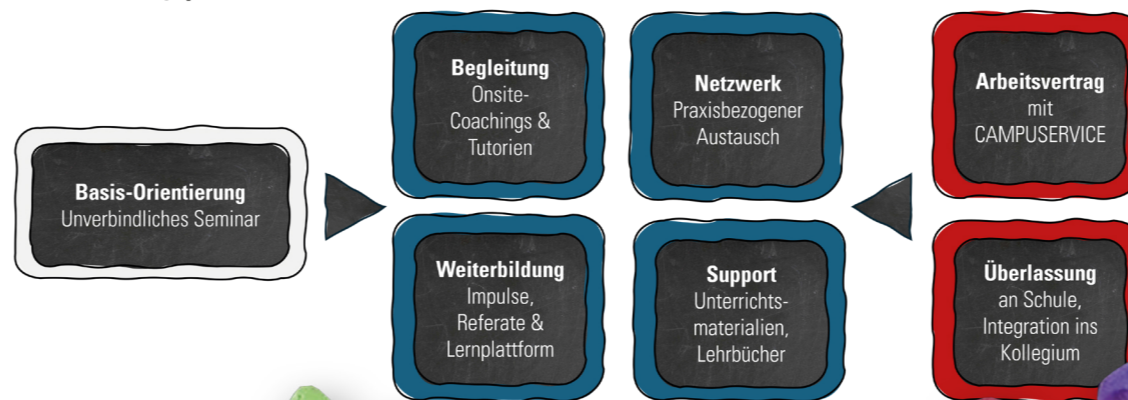 Basis-Orientierung
Unverbindliches Seminar
Begleitung
Onsite-
Coachings &
Tutorien
Netzwerk
Praxisbezogener
Austausch
Weiterbildung
Impulse,
Referate &
Lernplattform
Support
Unterrichts-
materialien,
Lehrbücher
Arbeitsvertrag
mit
CAMPUSERVICE
Überlassung
an Schule,
Integration ins
Kollegium